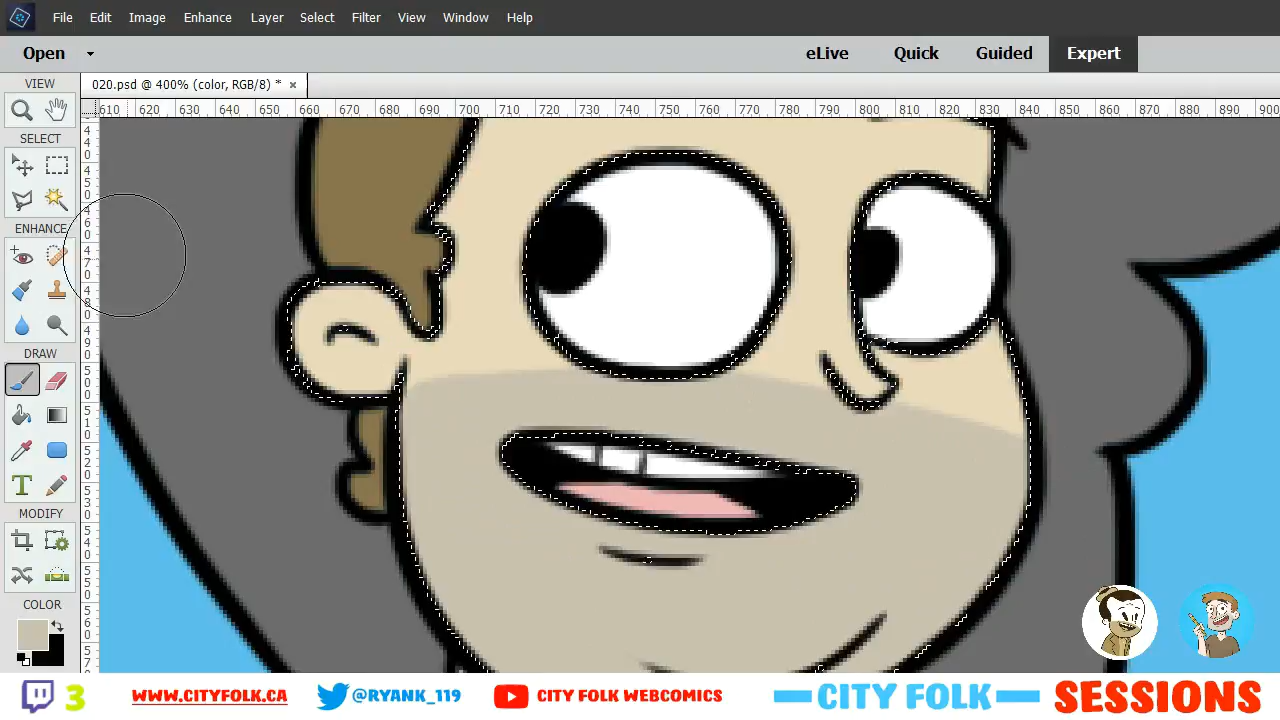 File Edit Image Enhance Layer Select Filter View Window Help
Open eLive Quick Guided Expert
020.psd @ 400% (color, RGB/8) * ×
VIEW
610 620 630 640 650 660 670 680 690 700 710 720 730 740 750 760 770 780 790 800 810 820 830 840 850 860 870 880 890 900
SELECT
ENHANCE
DRAW
T
MODIFY
COLOR
3 www.cityfolk.ca @RYANK_119 CITY FOLK WEBCOMICS CITY FOLK SESSIONS